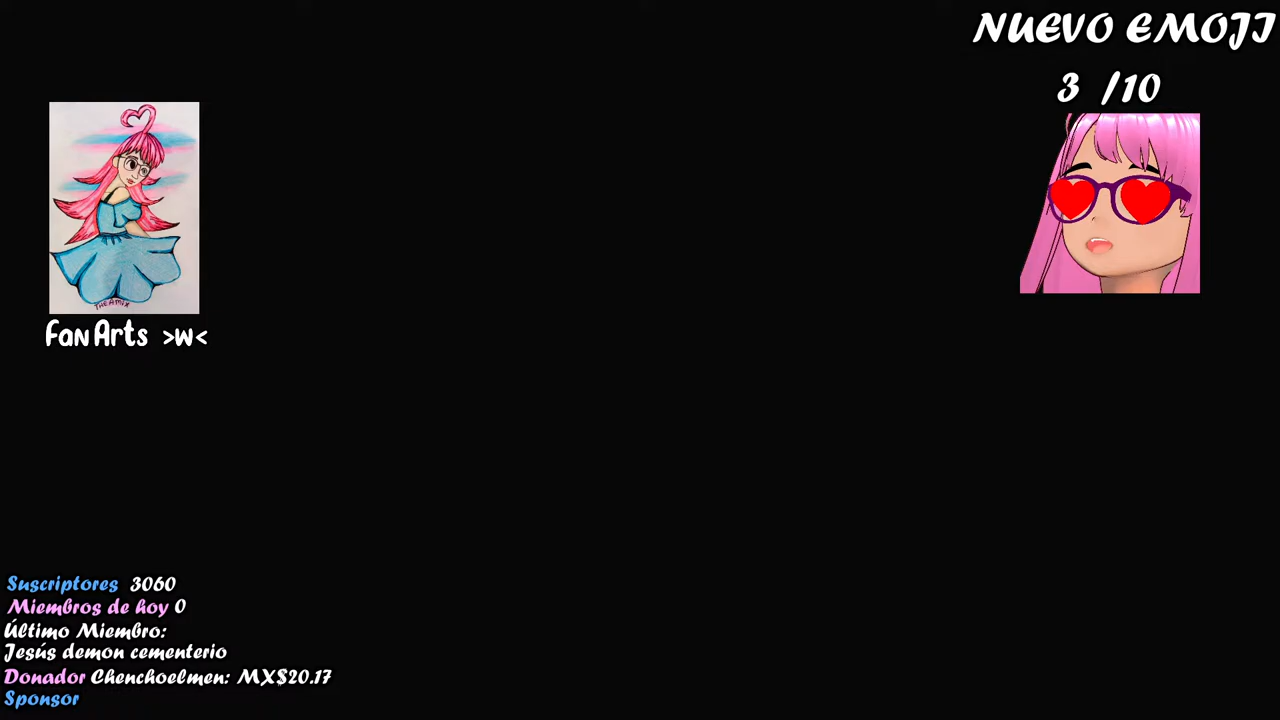 NUEVO EMOJI
3 /10
THEAMIX
Fan Arts >w<
Suscriptores 3060
Miembros de hoy 0
Último Miembro:
Jesús demon cementerio
Donador Chenchoelmen: MX$20.17
Sponsor